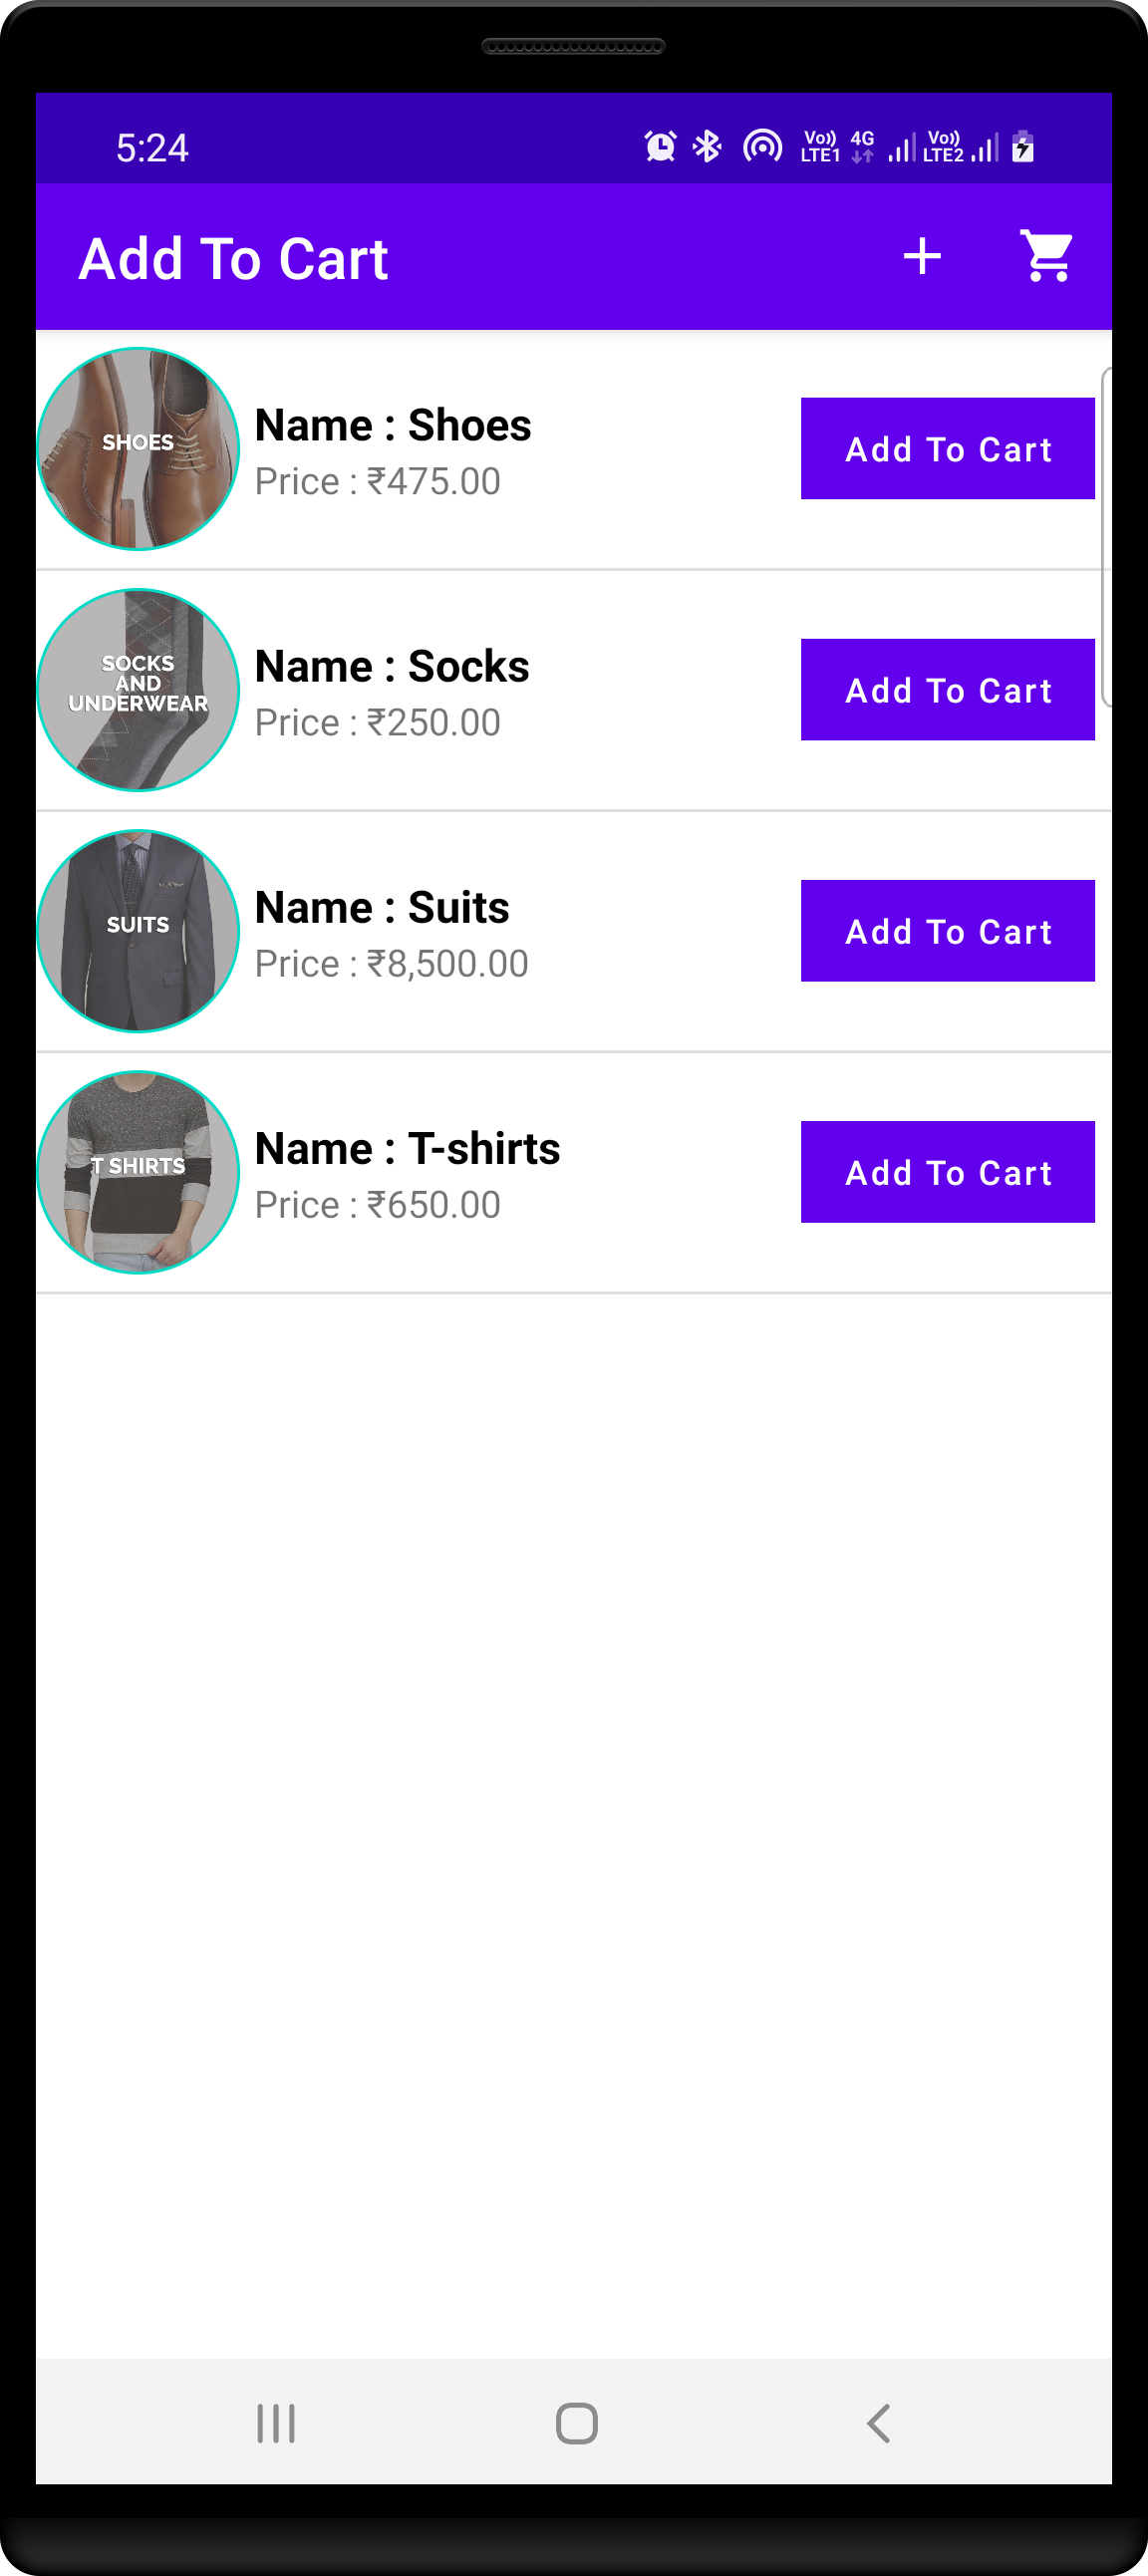 5:24
Vo)) LTE1 4G Vo)) LTE2
Add To Cart
SHOES
Name : Shoes
Price : ₹475.00
Add To Cart
SOCKS
AND
UNDERWEAR
Name : Socks
Price : ₹250.00
Add To Cart
SUITS
Name : Suits
Price : ₹8,500.00
Add To Cart
T SHIRTS
Name : T-shirts
Price : ₹650.00
Add To Cart